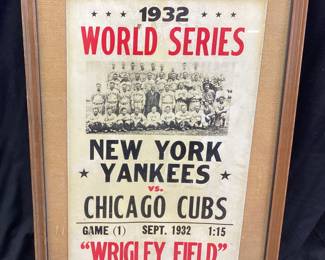 1932
WORLD SERIES
NEW YORK
YANKEES
vs.
CHICAGO CUBS
GAME (1) SEPT. 1932 1:15
"WRIGLEY FIELD"